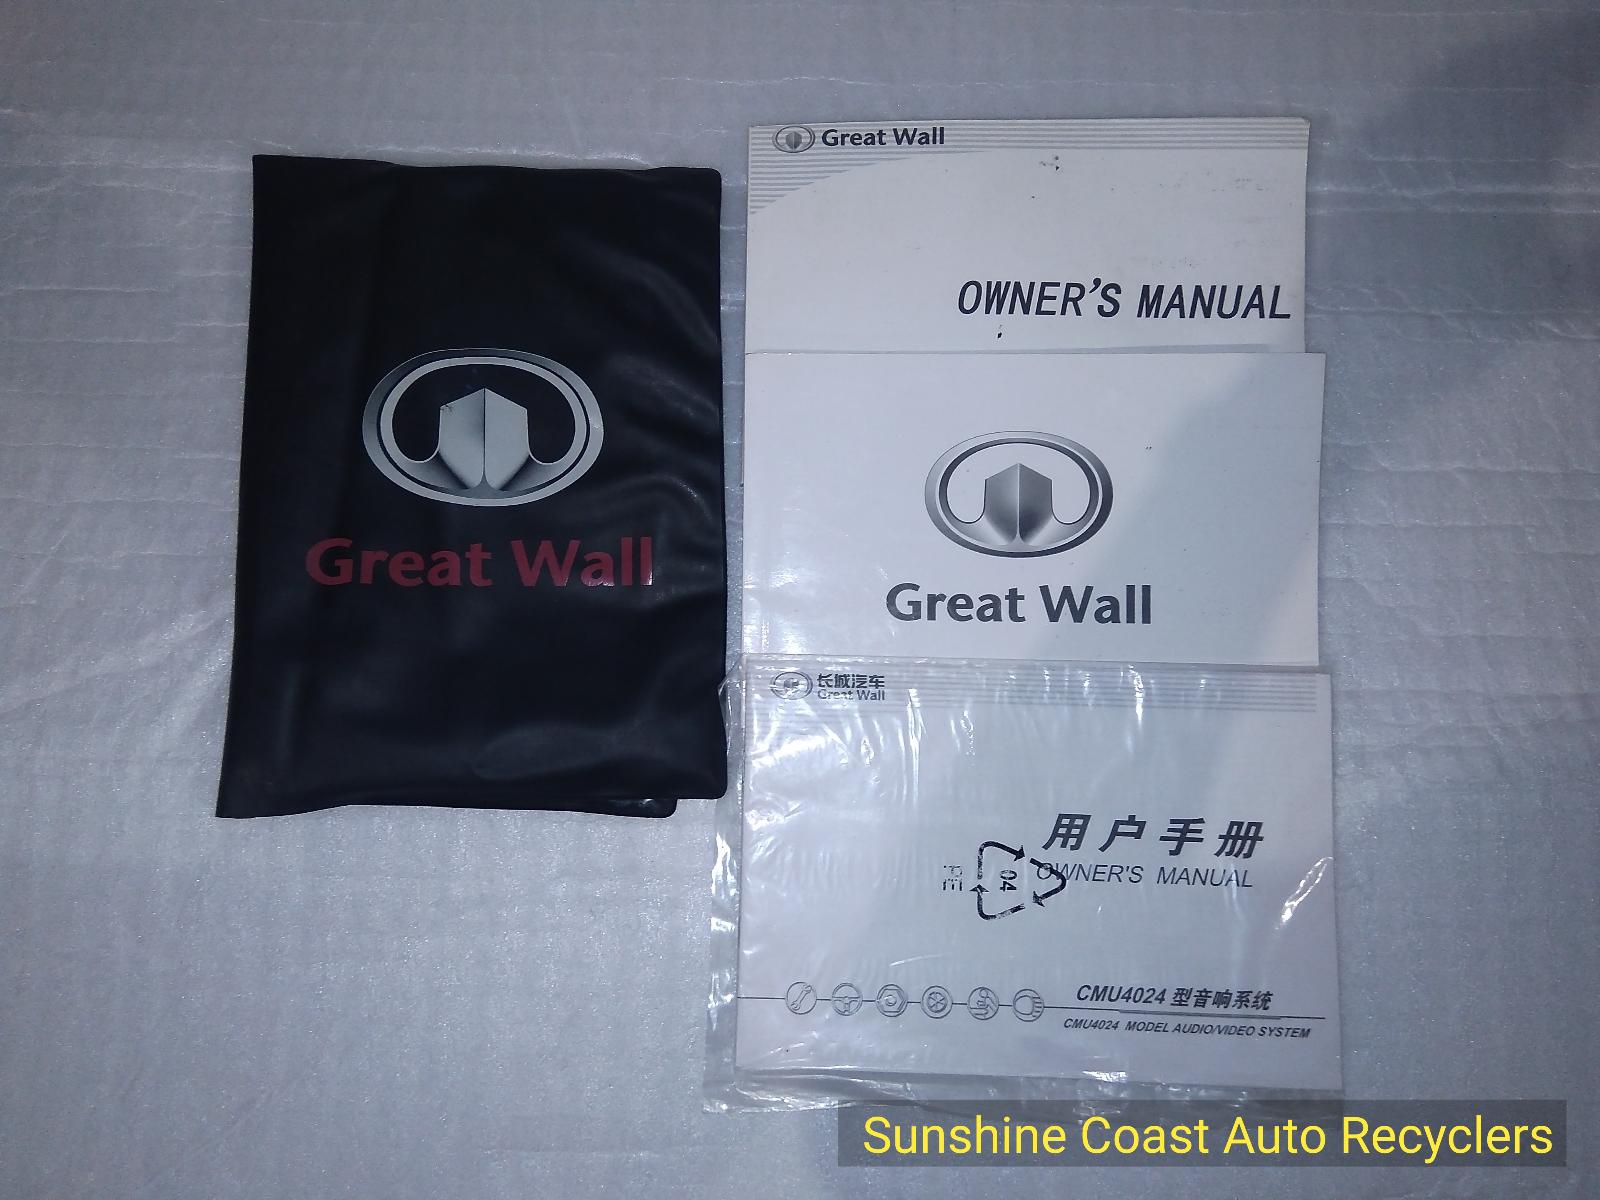 Great Wall
Great Wall
OWNER'S MANUAL
Great Wall
长城汽车
Great Wall
用户手册
OWNER'S MANUAL
PE
04
CMU4024 型音响系统
CMU4024 MODEL AUDIO/VIDEO SYSTEM
Sunshine Coast Auto Recyclers